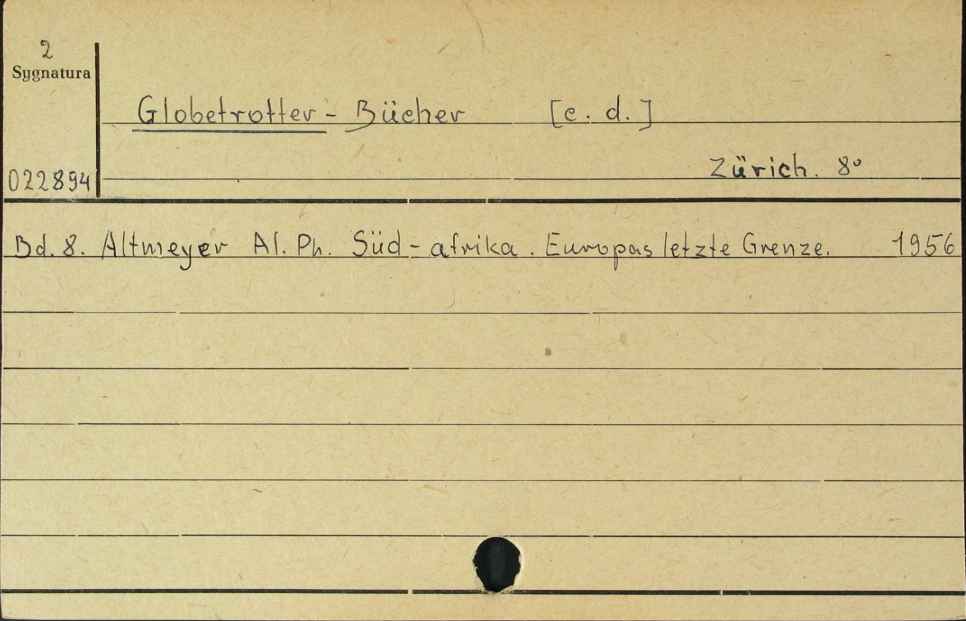 2
Sygnatura
Globetrotter - Bücher [c. d.]
022894
Zürich. 8°
Bd. 8. Altmeyer Al. Ph. Süd - afrika. Europas letzte Grenze. 1956